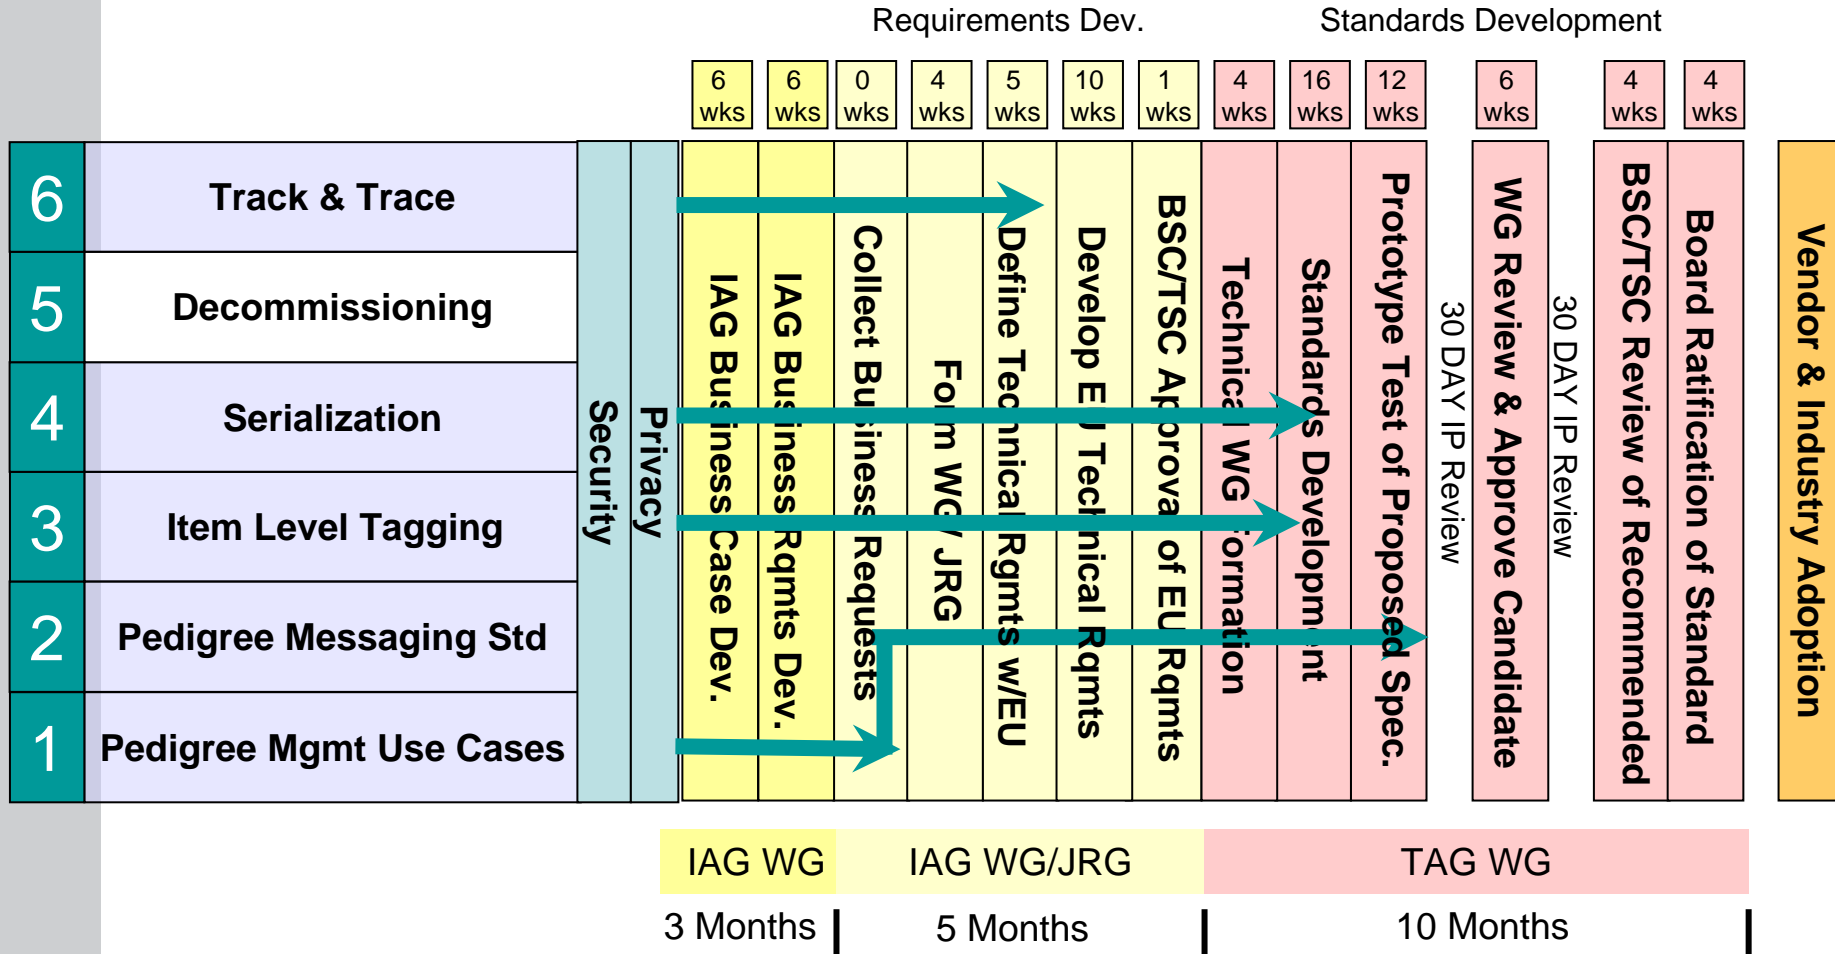 Requirements Dev.
Standards Development
6
wks
6
wks
0
wks
4
wks
5
wks
10
wks
1
wks
4
wks
16
wks
12
wks
6
wks
4
wks
4
wks
6
Track & Trace
5
Decommissioning
4
Serialization
3
Item Level Tagging
2
Pedigree Messaging Std
1
Pedigree Mgmt Use Cases
Security
Privacy
IAG Business Case Dev.
IAG Business Rqmts Dev.
Collect Business Requests
Form WG/ JRG
Define Technical Rgmts w/EU
Develop EU Technical Rqmts
BSC/TSC Approval of EU Rqmts
Technical WG Formation
Standards Development
Prototype Test of Proposed Spec.
30 DAY IP Review
WG Review & Approve Candidate
30 DAY IP Review
BSC/TSC Review of Recommended
Board Ratification of Standard
Vendor & Industry Adoption
IAG WG
IAG WG/JRG
TAG WG
3 Months
5 Months
10 Months